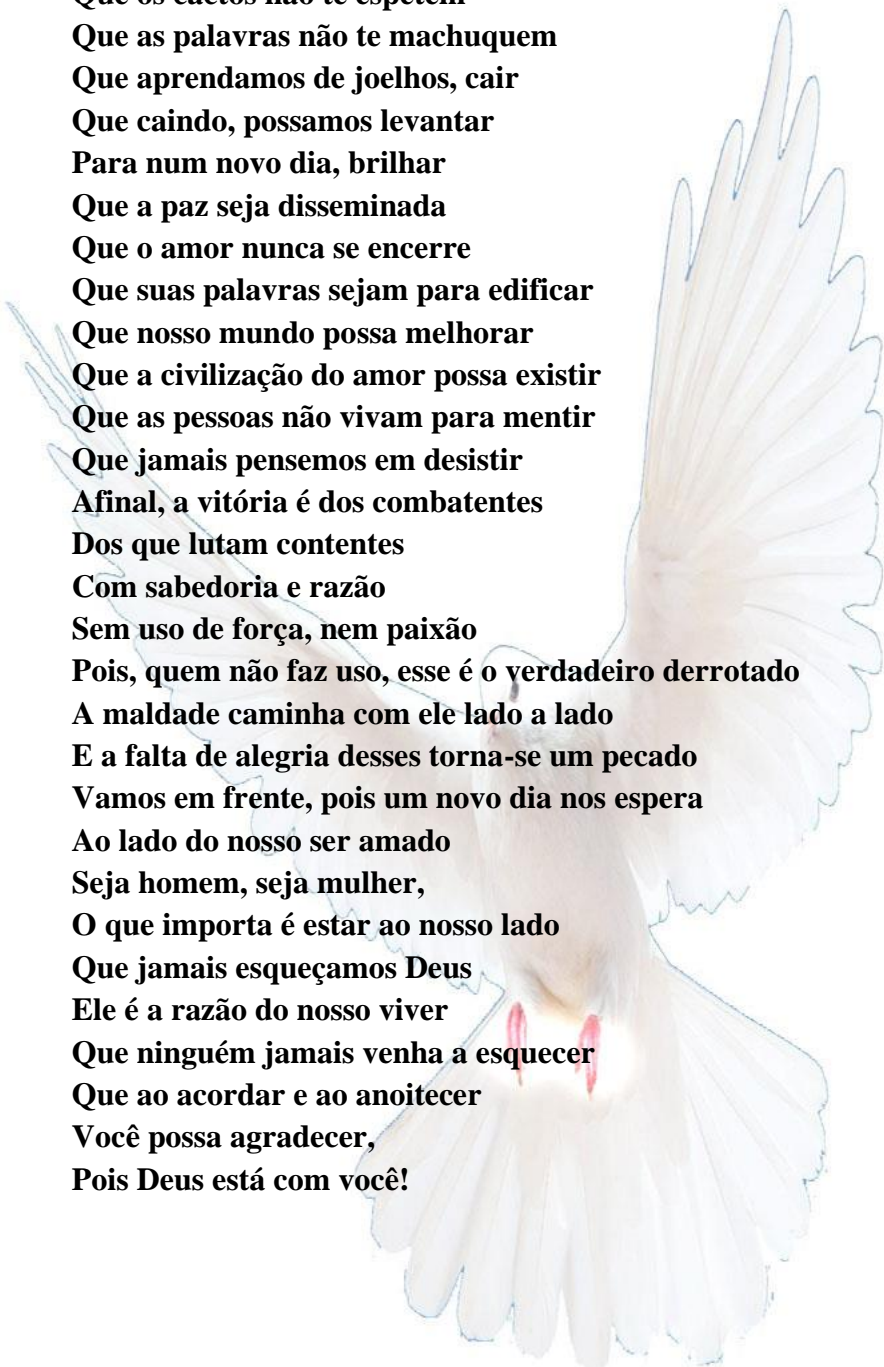 Que os cactos não te espetem
Que as palavras não te machuquem
Que aprendamos de joelhos, cair
Que caindo, possamos levantar
Para num novo dia, brilhar
Que a paz seja disseminada
Que o amor nunca se encerre
Que suas palavras sejam para edificar
Que nosso mundo possa melhorar
Que a civilização do amor possa existir
Que as pessoas não vivam para mentir
Que jamais pensemos em desistir
Afinal, a vitória é dos combatentes
Dos que lutam contentes
Com sabedoria e razão
Sem uso de força, nem paixão
Pois, quem não faz uso, esse é o verdadeiro derrotado
A maldade caminha com ele lado a lado
E a falta de alegria desses torna-se um pecado
Vamos em frente, pois um novo dia nos espera
Ao lado do nosso ser amado
Seja homem, seja mulher,
O que importa é estar ao nosso lado
Que jamais esqueçamos Deus
Ele é a razão do nosso viver
Que ninguém jamais venha a esquecer
Que ao acordar e ao anoitecer
Você possa agradecer,
Pois Deus está com você!